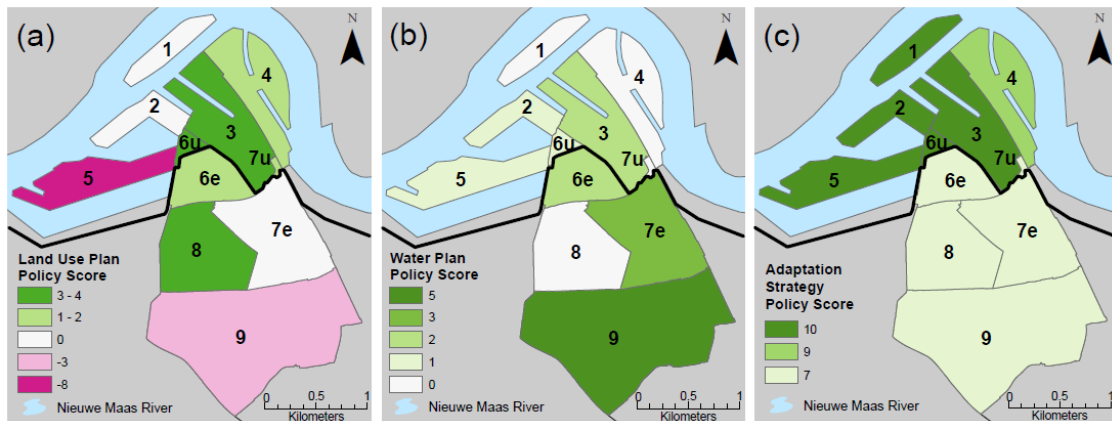 (a)
N
1
2
3
4
5
6u
7u
6e
7e
8
9
Land Use Plan
Policy Score
3 - 4
1 - 2
0
-3
-8
Nieuwe Maas River
0 0.5 1
Kilometers
(b)
N
1
2
3
4
5
6u
7u
6e
7e
8
9
Water Plan
Policy Score
5
3
2
1
0
Nieuwe Maas River
0 0.5 1
Kilometers
(c)
N
1
2
3
4
5
6u
7u
6e
7e
8
9
Adaptation
Strategy
Policy Score
10
9
7
Nieuwe Maas River
0 0.5 1
Kilometers